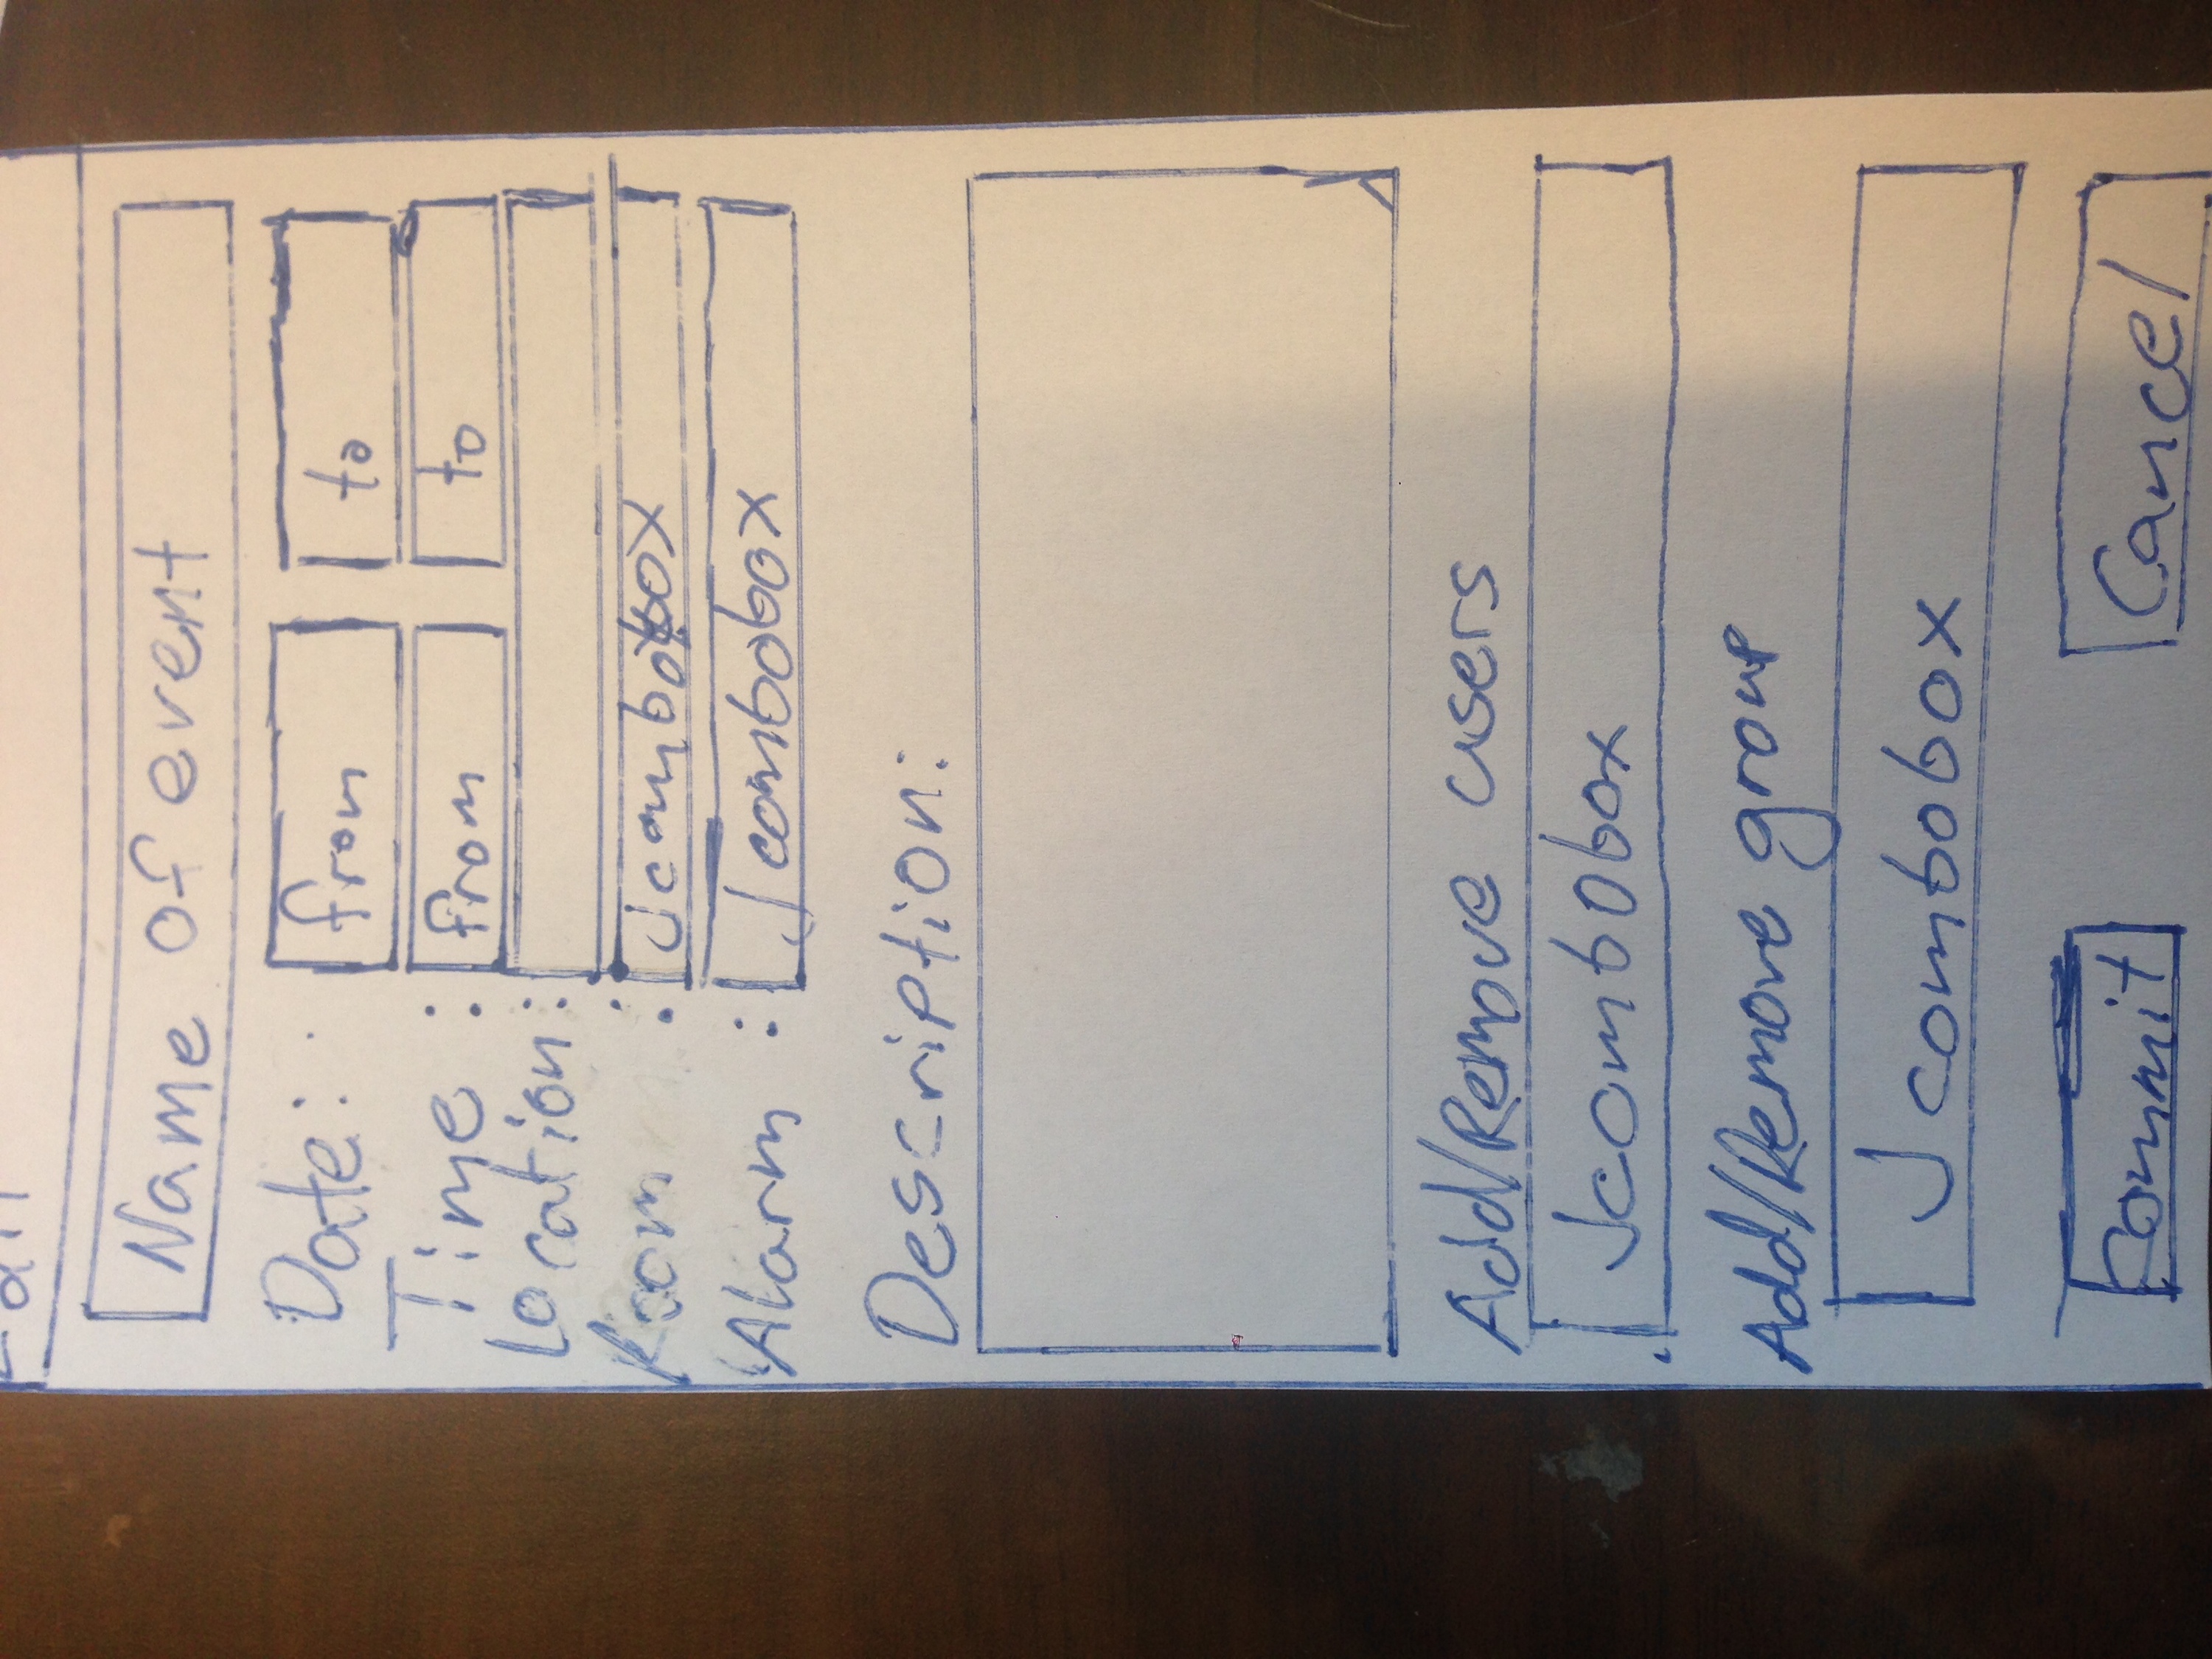 Edit
Name of event
Date: from to
Time : from to
Location:
Room : Jcombobox
Alarm : Jcombobox
Description:
Add/Remove users
Jcombobox
Add/Remove group
Jcombobox
Commit Cancel